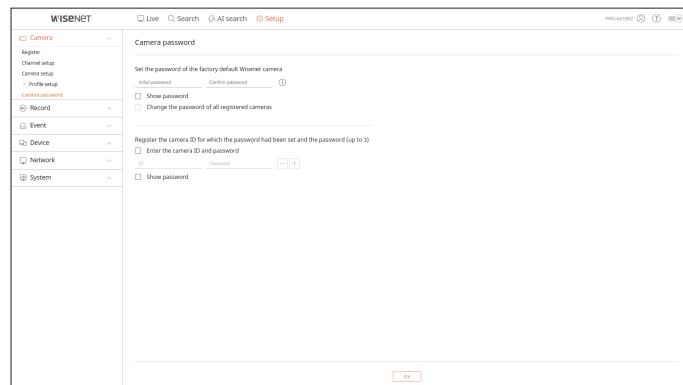 WISENET
Live Search AI search Setup
PRN-6410B2
Camera
Register
Channel setup
Camera setup
Profile setup
Camera password
Record
Event
Device
Network
System
Camera password
Set the password of the factory default Wisenet camera
Initial password Confirm password
Show password
Change the password of all registered cameras
Register the camera ID for which the password had been set and the password (up to 3)
Enter the camera ID and password
ID Password
Show password
OK